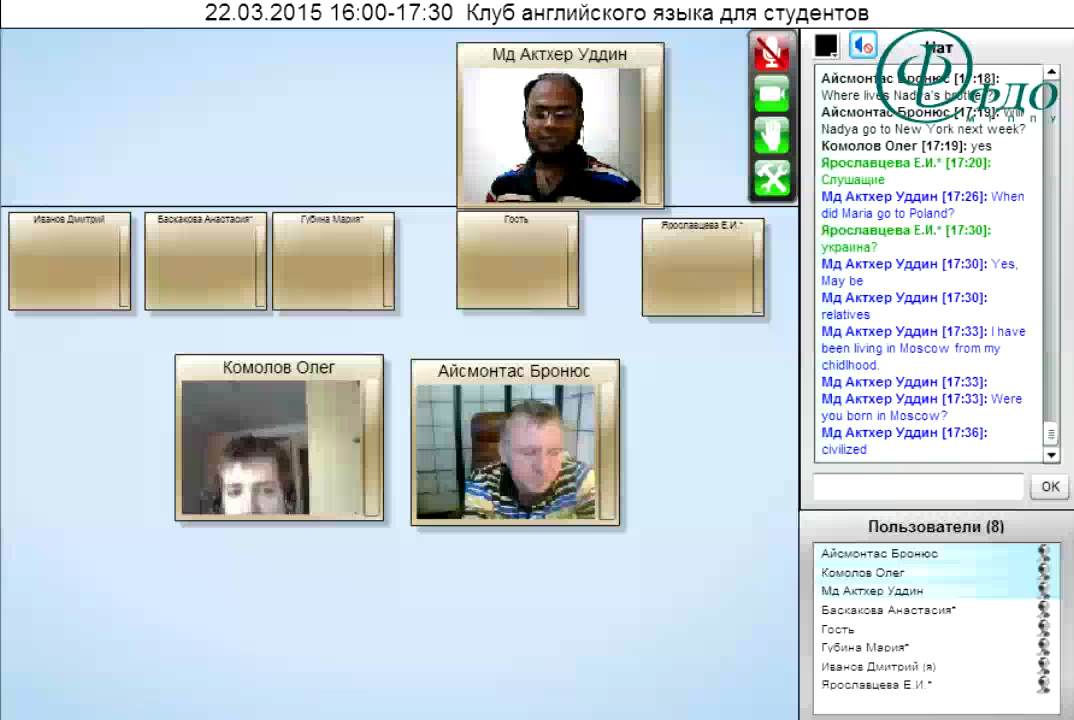 22.03.2015 16:00-17:30 Клуб английского языка для студентов
Мд Актхер Уддин
Иванов Дмитрий
Баскакова Анастасия*
Губина Мария*
Гость
Ярославцева Е.И.*
Комолов Олег
Айсмонтас Бронюс
Чат
ФДО
Айсмонтас Бронюс [17:18]:
Where lives Nadya's brother?
Айсмонтас Бронюс [17:19]: Will
Nadya go to New York next week?
Комолов Олег [17:19]: yes
Ярославцева Е.И.* [17:20]:
Слушащие
Мд Актхер Уддин [17:26]: When
did Maria go to Poland?
Ярославцева Е.И.* [17:30]:
украина?
Мд Актхер Уддин [17:30]: Yes,
May be
Мд Актхер Уддин [17:30]:
relatives
Мд Актхер Уддин [17:33]: I have
been living in Moscow from my
chidlhood.
Мд Актхер Уддин [17:33]:
Мд Актхер Уддин [17:33]: Were
you born in Moscow?
Мд Актхер Уддин [17:36]:
civilized
OK
Пользователи (8)
Айсмонтас Бронюс
Комолов Олег
Мд Актхер Уддин
Баскакова Анастасия*
Гость
Губина Мария*
Иванов Дмитрий (я)
Ярославцева Е.И.*